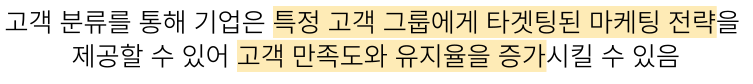 고객 분류를 통해 기업은 특정 고객 그룹에게 타겟팅된 마케팅 전략을
제공할 수 있어 고객 만족도와 유지율을 증가시킬 수 있음